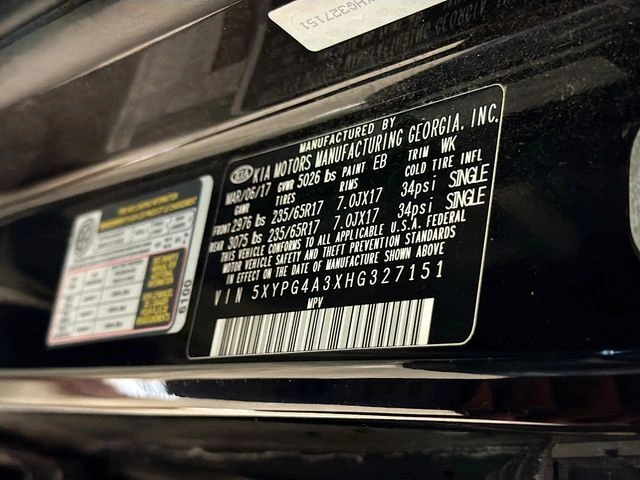 HG327151
MANUFACTURED BY
KIA KIA MOTORS MANUFACTURING GEORGIA, INC.
MAR/06/17 GVWR 5026 lbs PAINT EB TRIM WK
GAWR TIRES RIMS COLD TIRE INFL
FRONT 2976 lbs 235/65R17 7.0JX17 34psi SINGLE
REAR 3075 lbs 235/65R17 7.0JX17 34psi SINGLE
THIS VEHICLE CONFORMS TO ALL APPLICABLE U.S.A. FEDERAL
MOTOR VEHICLE SAFETY AND THEFT PREVENTION STANDARDS
IN EFFECT ON THE DATE OF MANUFACTURE SHOWN ABOVE
VIN 5XYPG4A3XHG327151
MPV
610D